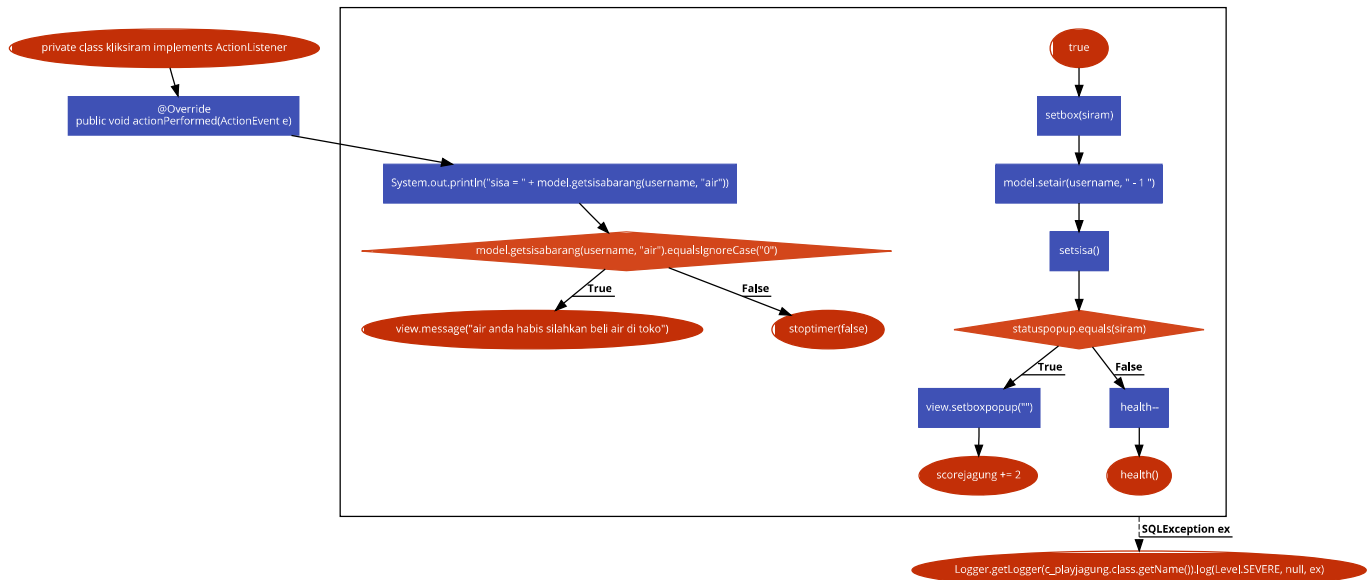 private class kliksiram implements ActionListener
@Override
public void actionPerformed(ActionEvent e)
System.out.println("sisa = " + model.getsisabarang(username, "air"))
model.getsisabarang(username, "air").equalsIgnoreCase("0")
True
False
view.message("air anda habis silahkan beli air di toko")
stoptimer(false)
true
setbox(siram)
model.setair(username, " - 1 ")
setsisa()
statuspopup.equals(siram)
True
False
view.setboxpopup("")
health--
scorejagung += 2
health()
SQLException ex
Logger.getLogger(c_playjagung.class.getName()).log(Level.SEVERE, null, ex)